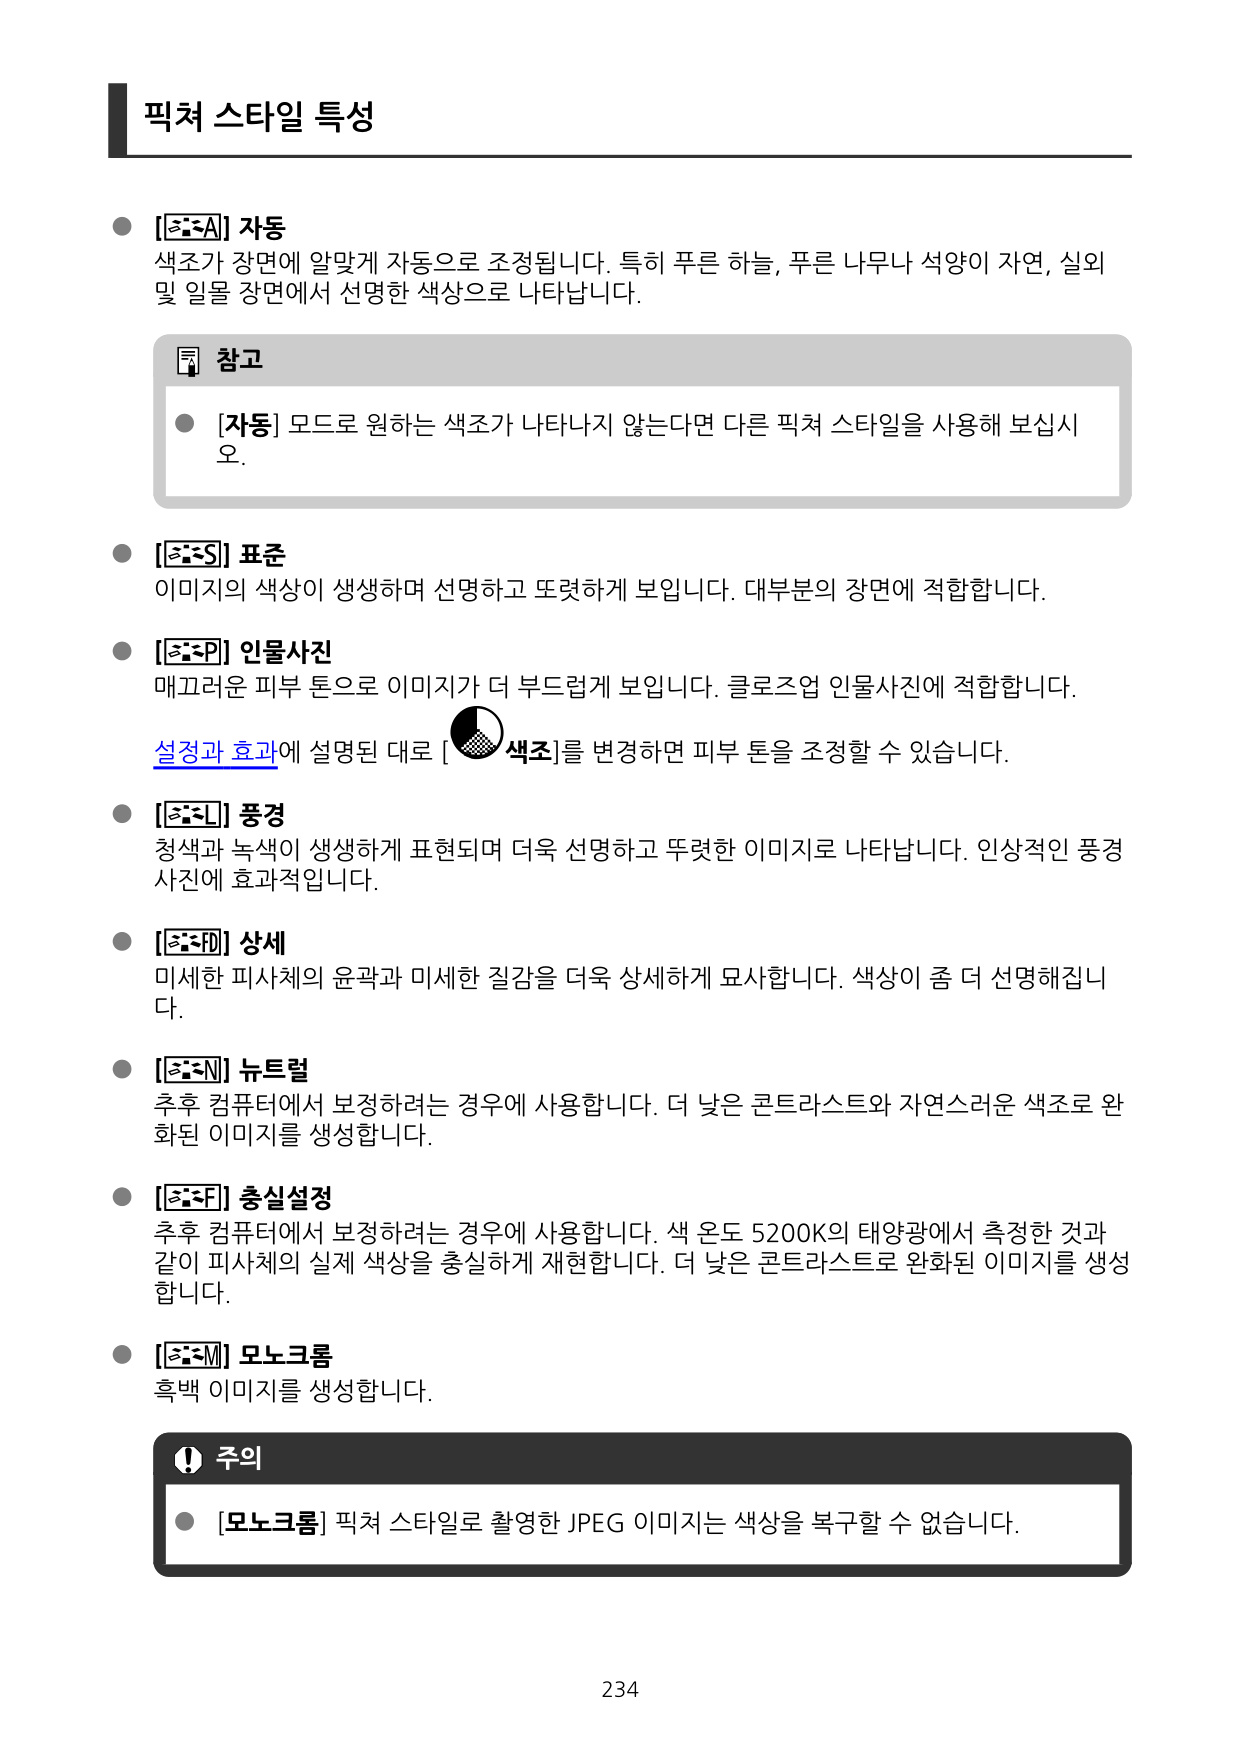 픽쳐 스타일 특성
[A] 자동
색조가 장면에 알맞게 자동으로 조정됩니다. 특히 푸른 하늘, 푸른 나무나 석양이 자연, 실외
및 일몰 장면에서 선명한 색상으로 나타납니다.
참고
[자동] 모드로 원하는 색조가 나타나지 않는다면 다른 픽쳐 스타일을 사용해 보십시
오.
[S] 표준
이미지의 색상이 생생하며 선명하고 또렷하게 보입니다. 대부분의 장면에 적합합니다.
[P] 인물사진
매끄러운 피부 톤으로 이미지가 더 부드럽게 보입니다. 클로즈업 인물사진에 적합합니다.
설정과 효과에 설명된 대로 [색조]를 변경하면 피부 톤을 조정할 수 있습니다.
[L] 풍경
청색과 녹색이 생생하게 표현되며 더욱 선명하고 뚜렷한 이미지로 나타납니다. 인상적인 풍경
사진에 효과적입니다.
[FD] 상세
미세한 피사체의 윤곽과 미세한 질감을 더욱 상세하게 묘사합니다. 색상이 좀 더 선명해집니
다.
[N] 뉴트럴
추후 컴퓨터에서 보정하려는 경우에 사용합니다. 더 낮은 콘트라스트와 자연스러운 색조로 완
화된 이미지를 생성합니다.
[F] 충실설정
추후 컴퓨터에서 보정하려는 경우에 사용합니다. 색 온도 5200K의 태양광에서 측정한 것과
같이 피사체의 실제 색상을 충실하게 재현합니다. 더 낮은 콘트라스트로 완화된 이미지를 생성
합니다.
[M] 모노크롬
흑백 이미지를 생성합니다.
주의
[모노크롬] 픽쳐 스타일로 촬영한 JPEG 이미지는 색상을 복구할 수 없습니다.
234